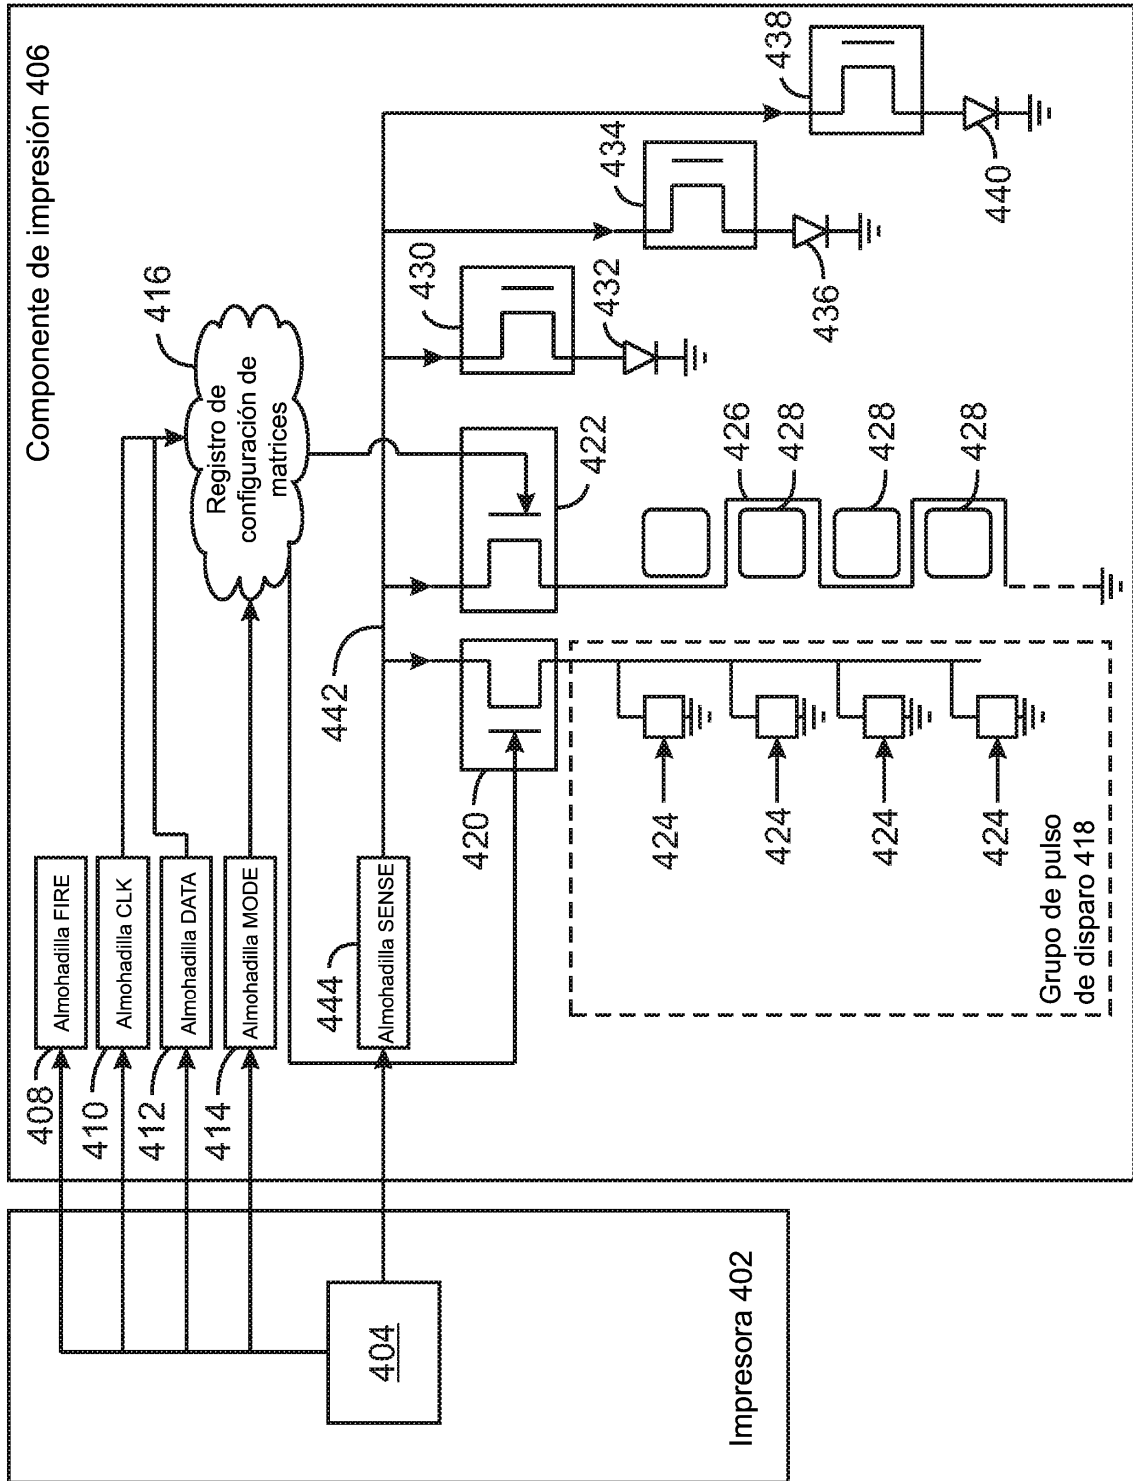 Componente de impresión 406
Impresora 402
404
408
Almohadilla FIRE
410
Almohadilla CLK
412
Almohadilla DATA
414
Almohadilla MODE
416
Registro de
configuración de
matrices
444
Almohadilla SENSE
442
420
422
430
432
434
436
438
440
426
428
428
428
424
424
424
424
Grupo de pulso
de disparo 418